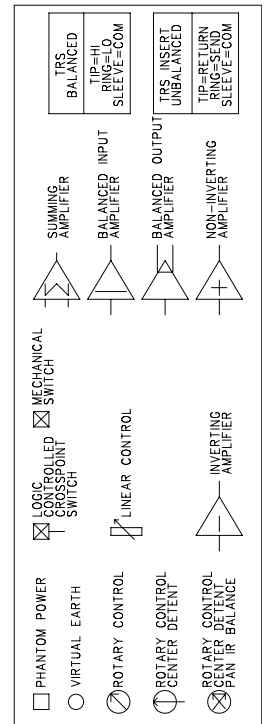 PHANTOM POWER
VIRTUAL EARTH
ROTARY CONTROL
ROTARY CONTROL
CENTER DETENT
ROTARY CONTROL
CENTER DETENT
PAN IR BALANCE
LOGIC
CONTROLLED
CROSSPOINT
SWITCH
MECHANICAL
SWITCH
LINEAR CONTROL
INVERTING
AMPLIFIER
SUMMING
AMPLIFIER
BALANCED INPUT
AMPLIFIER
BALANCED OUTPUT
AMPLIFIER
NON-INVERTING
AMPLIFIER
TRS
BALANCED
TIP=HI
RING=LO
SLEEVE=COM
TRS INSERT
UNBALANCED
TIP=RETURN
RING=SEND
SLEEVE=COM